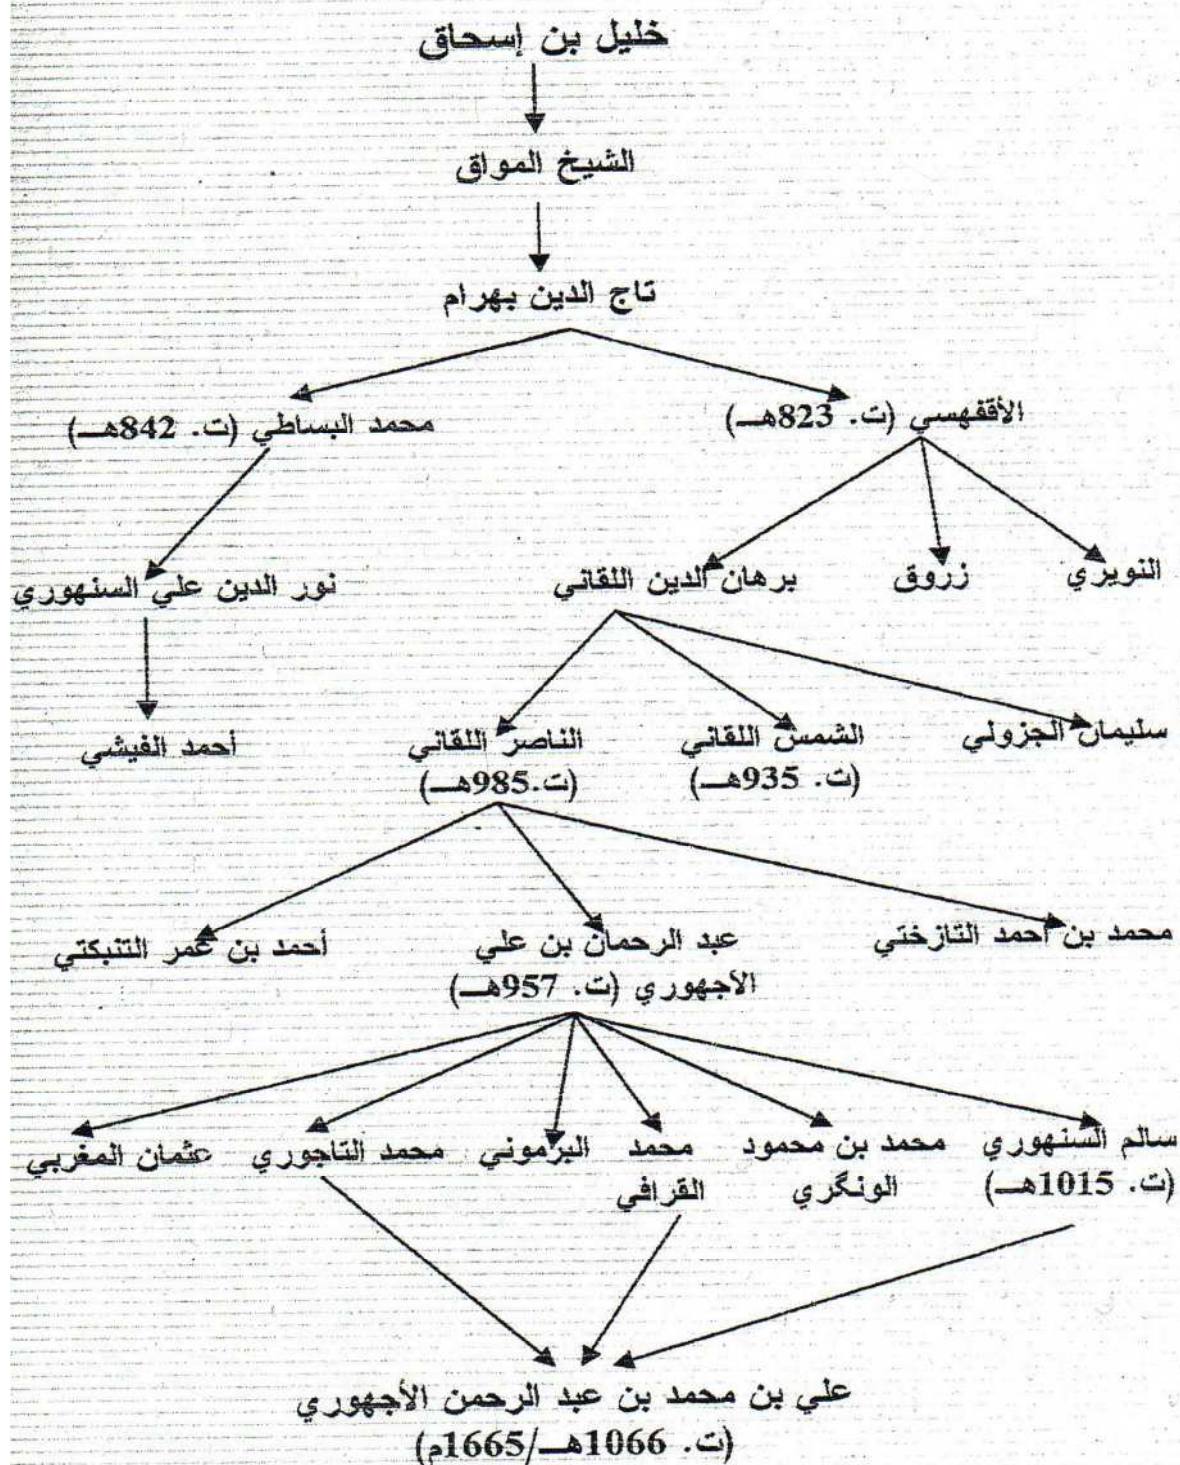 خليل بن إسحاق
الشيخ المواق
تاج الدين بهرام
الأقفهسي (ت. 823هـ)
محمد البساطي (ت. 842هـ)
النويري
زروق
برهان الدين اللقاني
نور الدين علي السنهوري
سليمان الجزولي
الشمس اللقاني
(ت. 935هـ)
الناصر اللقاني
(ت.985هـ)
أحمد الفيشي
محمد بن أحمد التازختي
عبد الرحمان بن علي
الأجهوري (ت. 957هـ)
أحمد بن عمر التنبكتي
سالم السنهوري
(ت. 1015هـ)
محمد بن محمود
الونگري
محمد
القرافي
البرموني
محمد التاجوري
عثمان المغربي
علي بن محمد بن عبد الرحمن الأجهوري
(ت. 1066هـ/1665م)